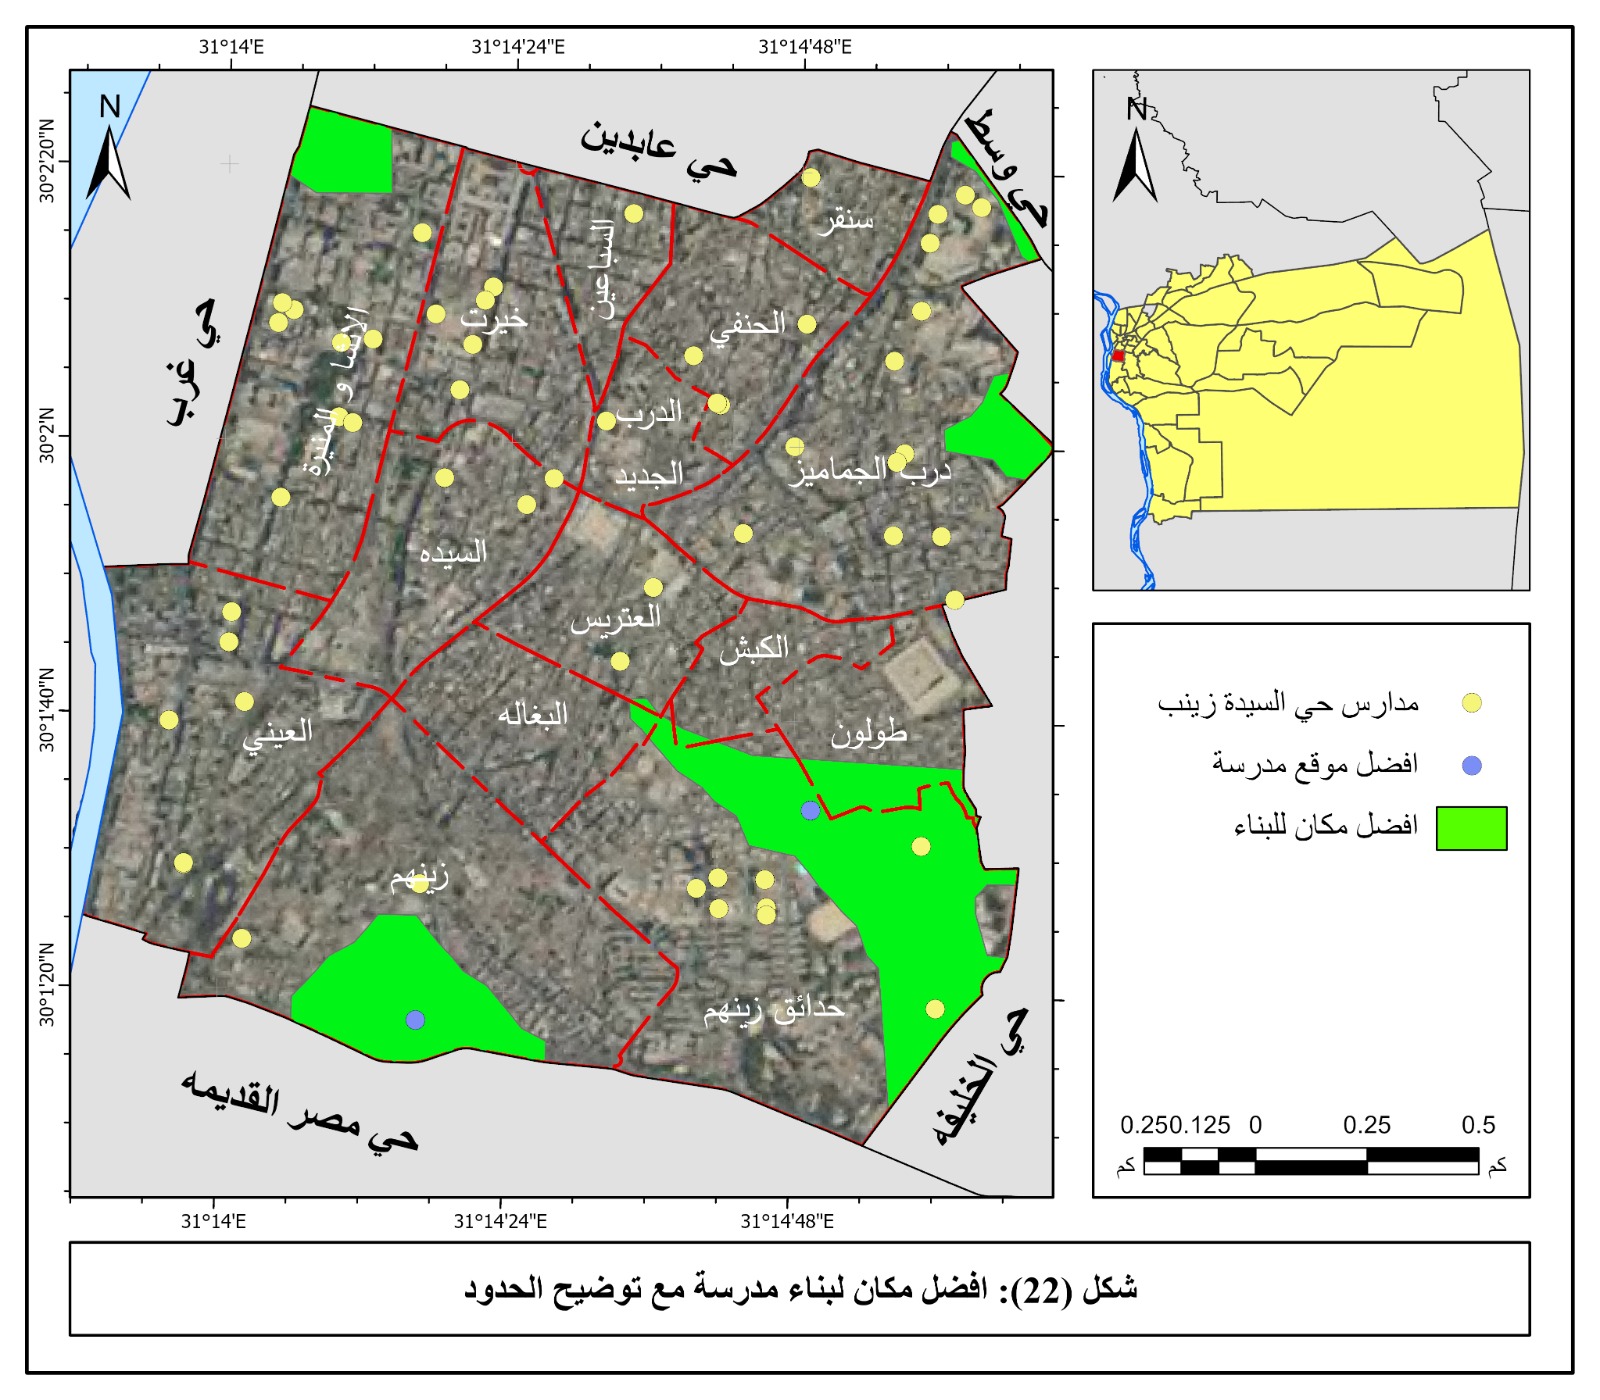 31°14'E
31°14'24"E
31°14'48"E
30°2'20"N
30°2'N
30°1'40"N
30°1'20"N
N
حي عابدين
حي وسط
حي غرب
سنقر
السباعين
خيرت
الحنفي
الانشا و المنيرة
الدرب
الجديد
درب الجماميز
السيده
العتريس
الكبش
طولون
البغاله
العيني
زينهم
حدائق زينهم
حي الخليفه
حي مصر القديمه
31°14'E
31°14'24"E
31°14'48"E
N
مدارس حي السيدة زينب
افضل موقع مدرسة
افضل مكان للبناء
0.25 0.125 0 0.25 0.5
كم كم
شكل (22): افضل مكان لبناء مدرسة مع توضيح الحدود